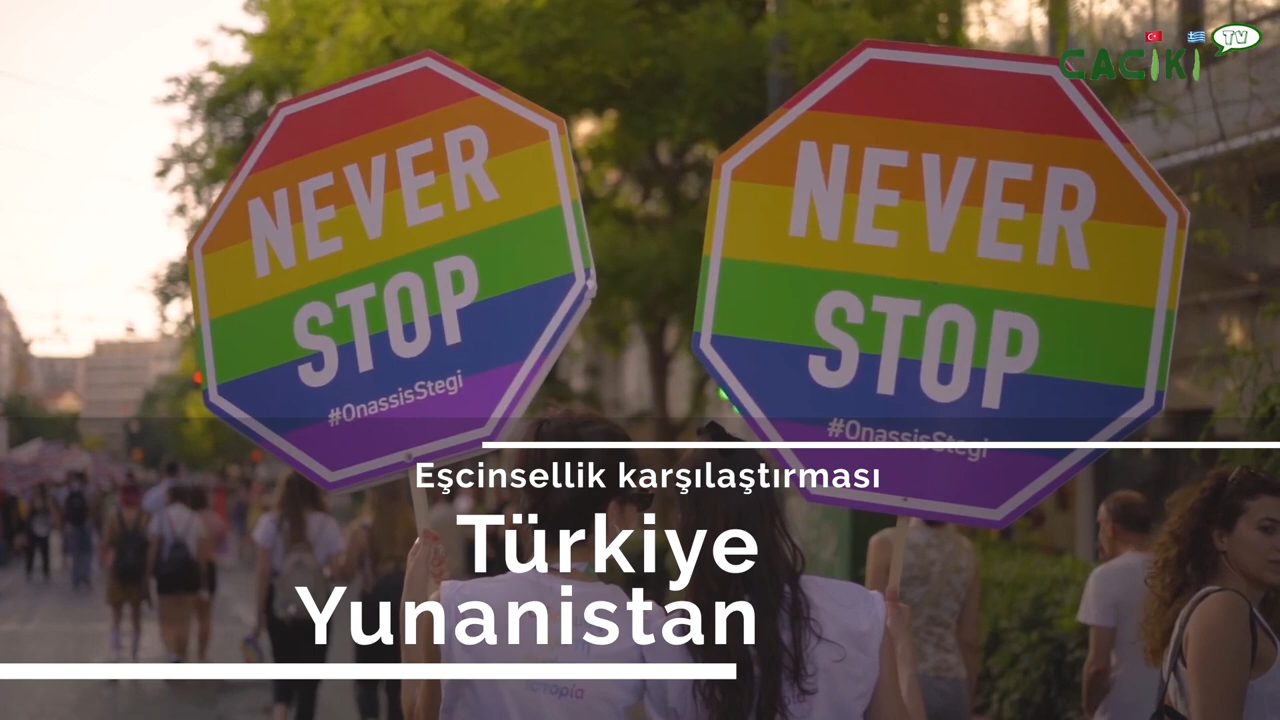 CACIKI TV
NEVER
STOP
#OnassisStegi
NEVER
STOP
#OnassisStegi
Eşcinsellik karşılaştırması
Türkiye
Yunanistan